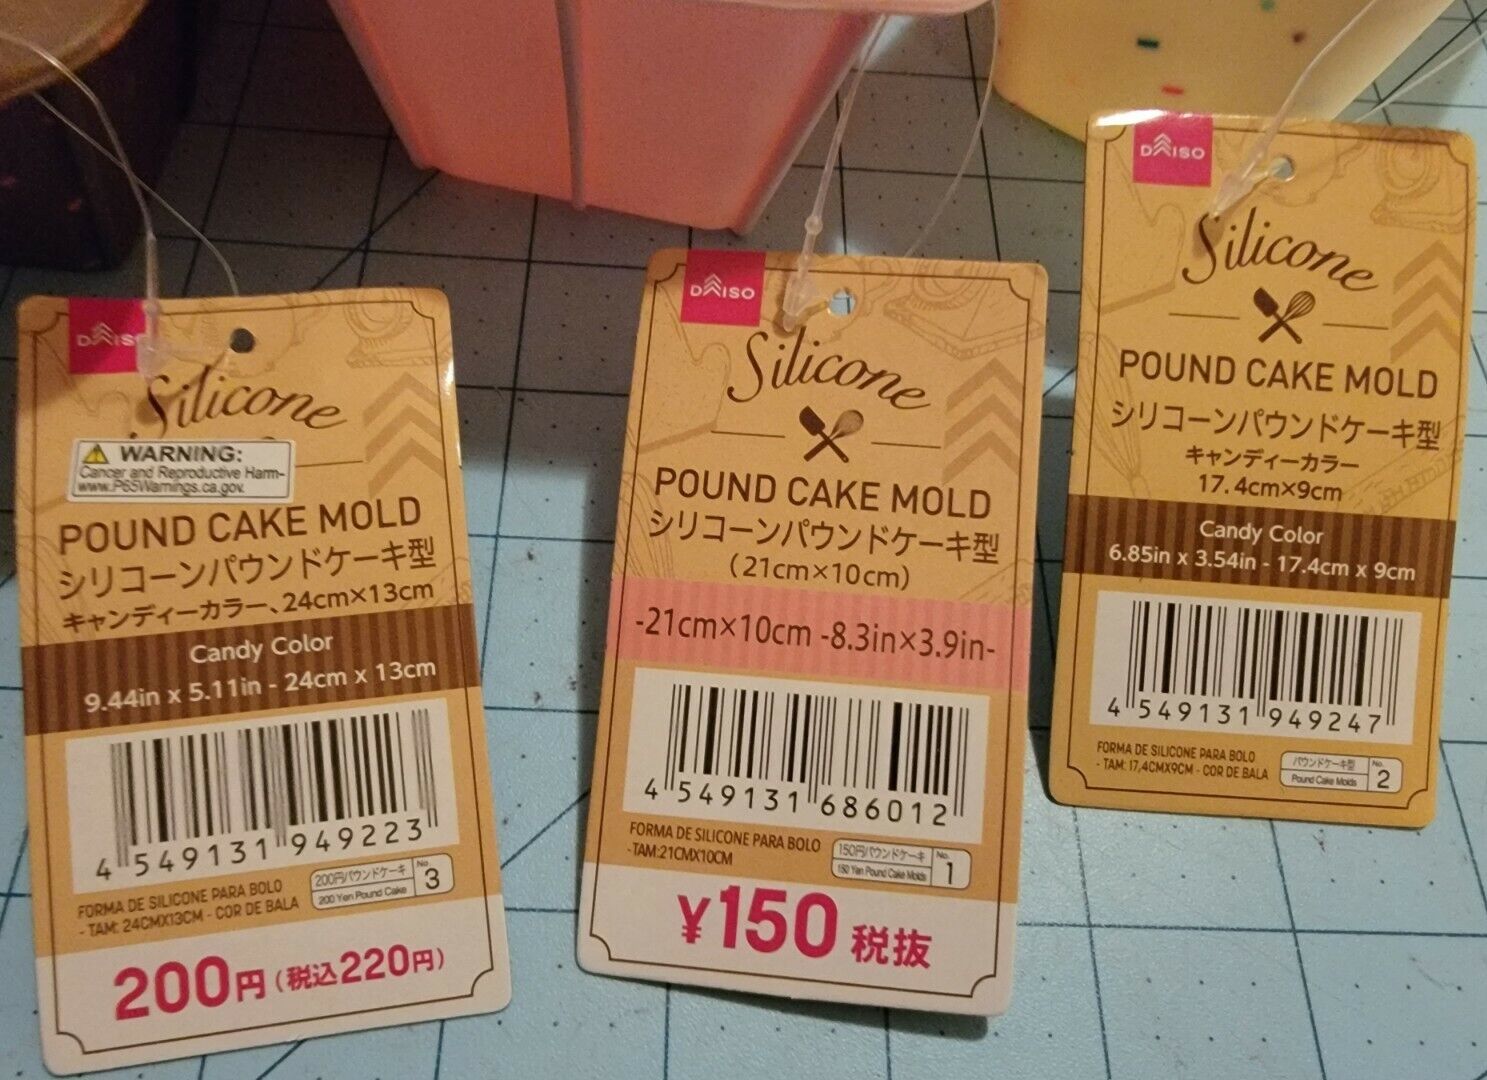 DAISO
Silicone
WARNING:
Cancer and Reproductive Harm-
www.P65Warnings.ca.gov.
POUND CAKE MOLD
シリコーンパウンドケーキ型
キャンディーカラー、24cm×13cm
Candy Color
9.44in x 5.11in - 24cm x 13cm
4 549131 949223
FORMA DE SILICONE PARA BOLO
- TAM: 24CMX13CM - COR DE BALA
200円パウンドケーキ
200 Yen Pound Cake
No.
3
200円(税込220円)
DAISO
Silicone
POUND CAKE MOLD
シリコーンパウンドケーキ型
(21cm×10cm)
-21cm×10cm -8.3in×3.9in-
4 549131 686012
FORMA DE SILICONE PARA BOLO
-TAM:21CMX10CM
150円パウンドケーキ
150 Yen Pound Cake Molds
No.
1
¥150 税抜
DAISO
Silicone
POUND CAKE MOLD
シリコーンパウンドケーキ型
キャンディーカラー
17.4cm×9cm
Candy Color
6.85in x 3.54in - 17.4cm x 9cm
4 549131 949247
FORMA DE SILICONE PARA BOLO
- TAM: 17,4CMX9CM - COR DE BALA
パウンドケーキ型
Pound Cake Molds
No.
2